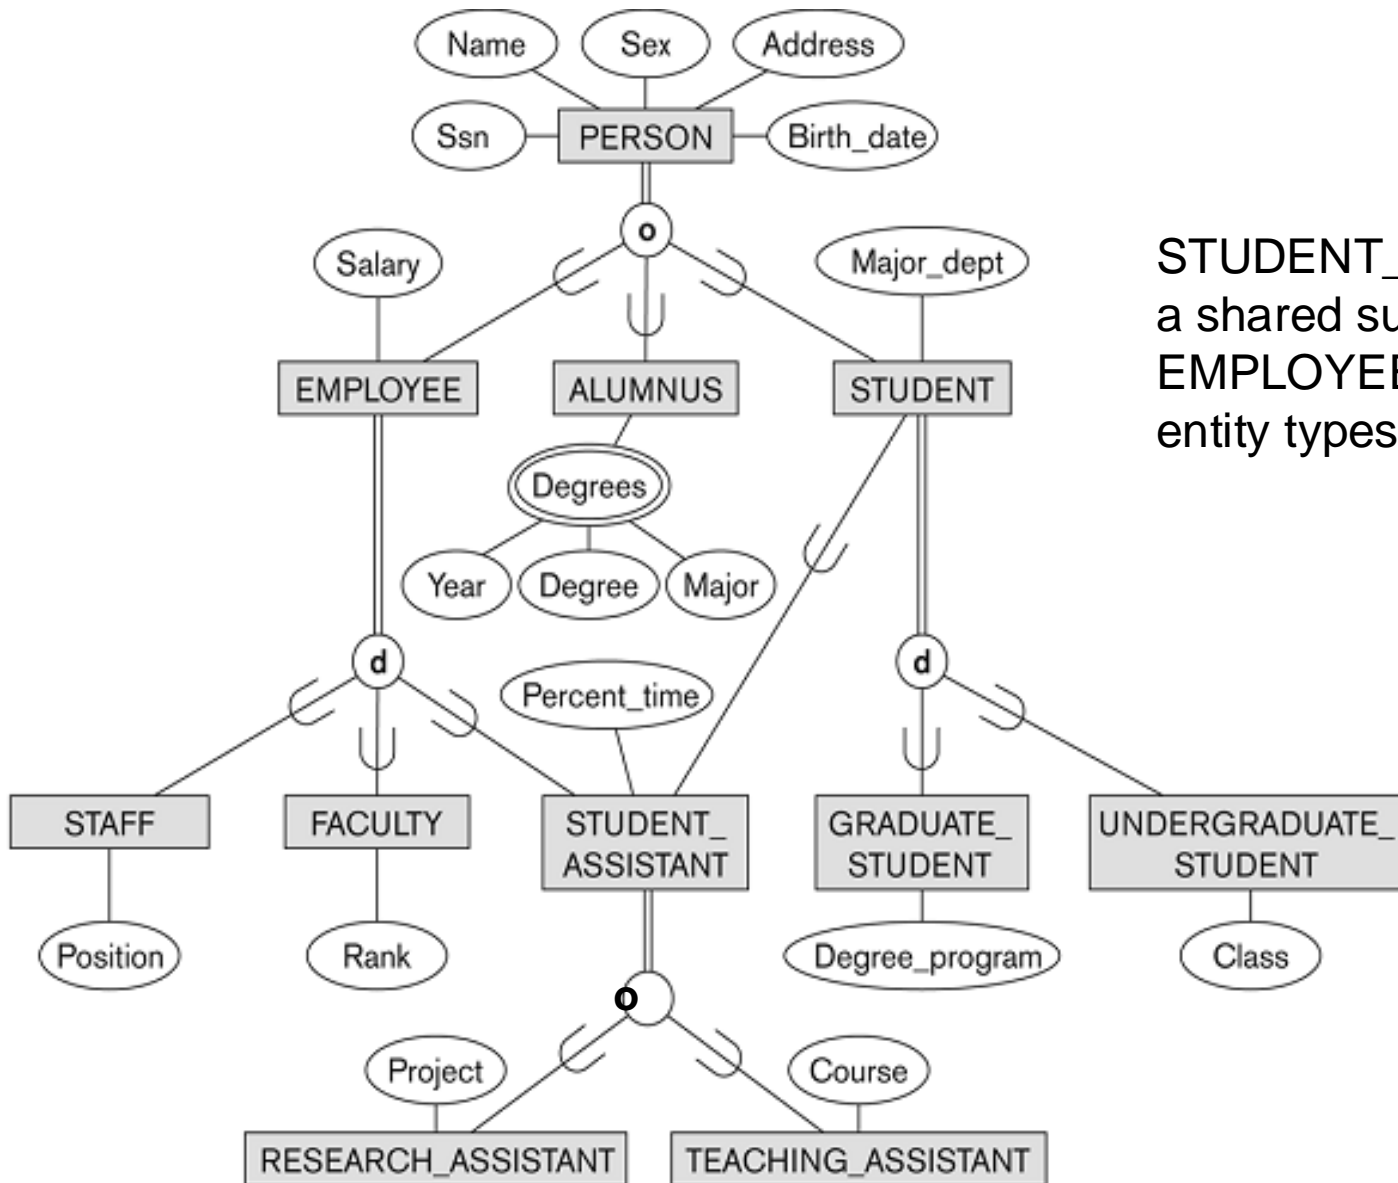 Name
Sex
Address
Ssn
PERSON
Birth_date
o
Salary
Major_dept
STUDENT_
a shared su
EMPLOYEE
entity types
EMPLOYEE
ALUMNUS
STUDENT
Degrees
Year
Degree
Major
d
d
Percent_time
STAFF
FACULTY
STUDENT_
ASSISTANT
GRADUATE_
STUDENT
UNDERGRADUATE_
STUDENT
Position
Rank
Degree_program
Class
o
Project
Course
RESEARCH_ASSISTANT
TEACHING_ASSISTANT